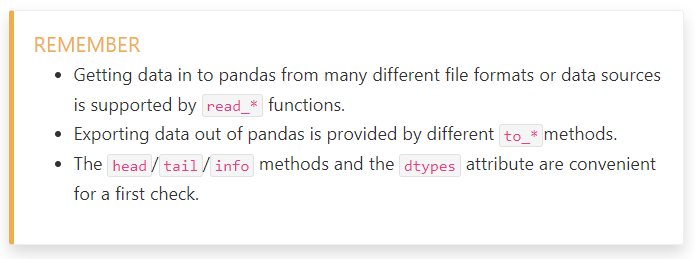 REMEMBER
• Getting data in to pandas from many different file formats or data sources
is supported by read_* functions.
• Exporting data out of pandas is provided by different to_* methods.
• The head/tail/info methods and the dtypes attribute are convenient
for a first check.